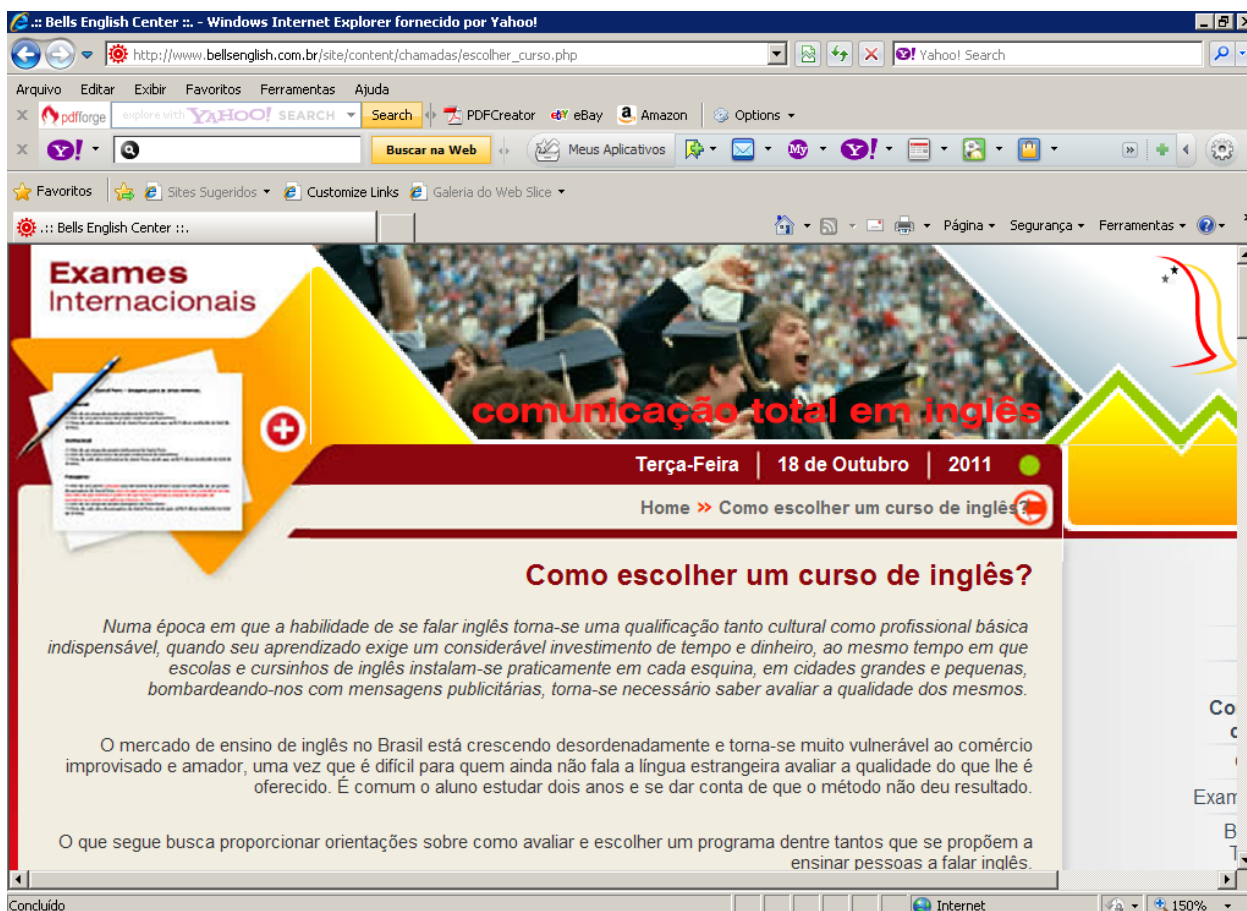 .:: Bells English Center ::. - Windows Internet Explorer fornecido por Yahoo!
http://www.bellsenglish.com.br/site/content/chamadas/escolher_curso.php
Yahoo! Search
Arquivo Editar Exibir Favoritos Ferramentas Ajuda
pdfforge explore with YAHOO! SEARCH Search PDFCreator eBay Amazon Options
Y! Buscar na Web Meus Aplicativos My Y!
Favoritos Sites Sugeridos Customize Links Galeria do Web Slice
.:: Bells English Center ::. Página Segurança Ferramentas
Exames
Internacionais
comunicação total em inglês
Terça-Feira | 18 de Outubro | 2011
Home » Como escolher um curso de inglês?
Como escolher um curso de inglês?
Numa época em que a habilidade de se falar inglês torna-se uma qualificação tanto cultural como profissional básica
indispensável, quando seu aprendizado exige um considerável investimento de tempo e dinheiro, ao mesmo tempo em que
escolas e cursinhos de inglês instalam-se praticamente em cada esquina, em cidades grandes e pequenas,
bombardeando-nos com mensagens publicitárias, torna-se necessário saber avaliar a qualidade dos mesmos.
O mercado de ensino de inglês no Brasil está crescendo desordenadamente e torna-se muito vulnerável ao comércio
improvisado e amador, uma vez que é difícil para quem ainda não fala a língua estrangeira avaliar a qualidade do que lhe é
oferecido. É comum o aluno estudar dois anos e se dar conta de que o método não deu resultado.
O que segue busca proporcionar orientações sobre como avaliar e escolher um programa dentre tantos que se propõem a
ensinar pessoas a falar inglês.
Co
Exam
B
T
Concluído Internet 150%